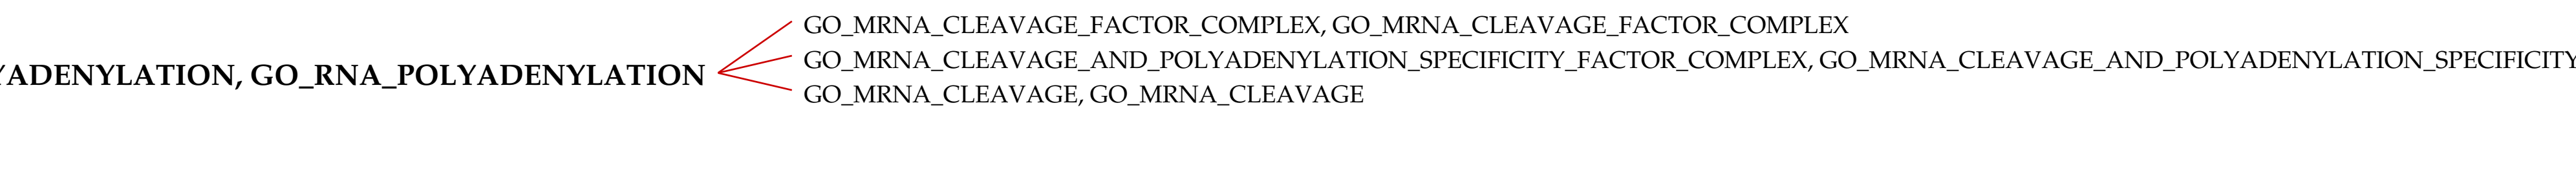 GO_MRNA_CLEAVAGE_FACTOR_COMPLEX, GO_MRNA_CLEAVAGE_FACTOR_COMPLEX
GO_MRNA_CLEAVAGE_AND_POLYADENYLATION_SPECIFICITY_FACTOR_COMPLEX, GO_MRNA_CLEAVAGE_AND_POLYADENYLATION_SPECIFICITY
YADENYLATION, GO_RNA_POLYADENYLATION
GO_MRNA_CLEAVAGE, GO_MRNA_CLEAVAGE